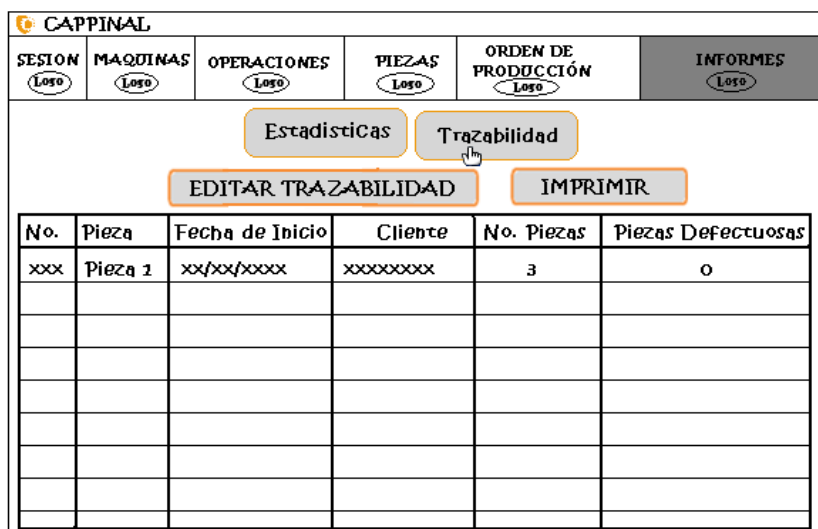 CAPPINAL
SESION MAQUINAS OPERACIONES PIEZAS ORDEN DE PRODUCCIÓN INFORMES
Logo Logo Logo Logo Logo Logo
Estadisticas Trazabilidad
EDITAR TRAZABILIDAD IMPRIMIR
No. Pieza Fecha de Inicio Cliente No. Piezas Piezas Defectuosas
xxx Pieza 1 xx/xx/xxxx xxxxxxxx 3 0